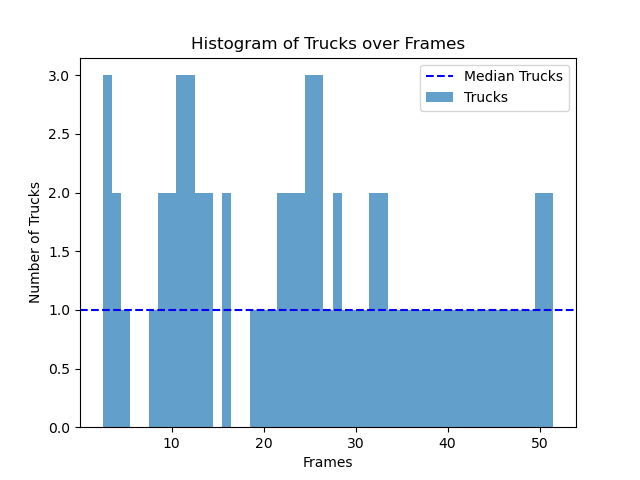 Histogram of Trucks over Frames
Median Trucks
Trucks
3.0
2.5
2.0
1.5
1.0
0.5
0.0
Number of Trucks
10 20 30 40 50
Frames